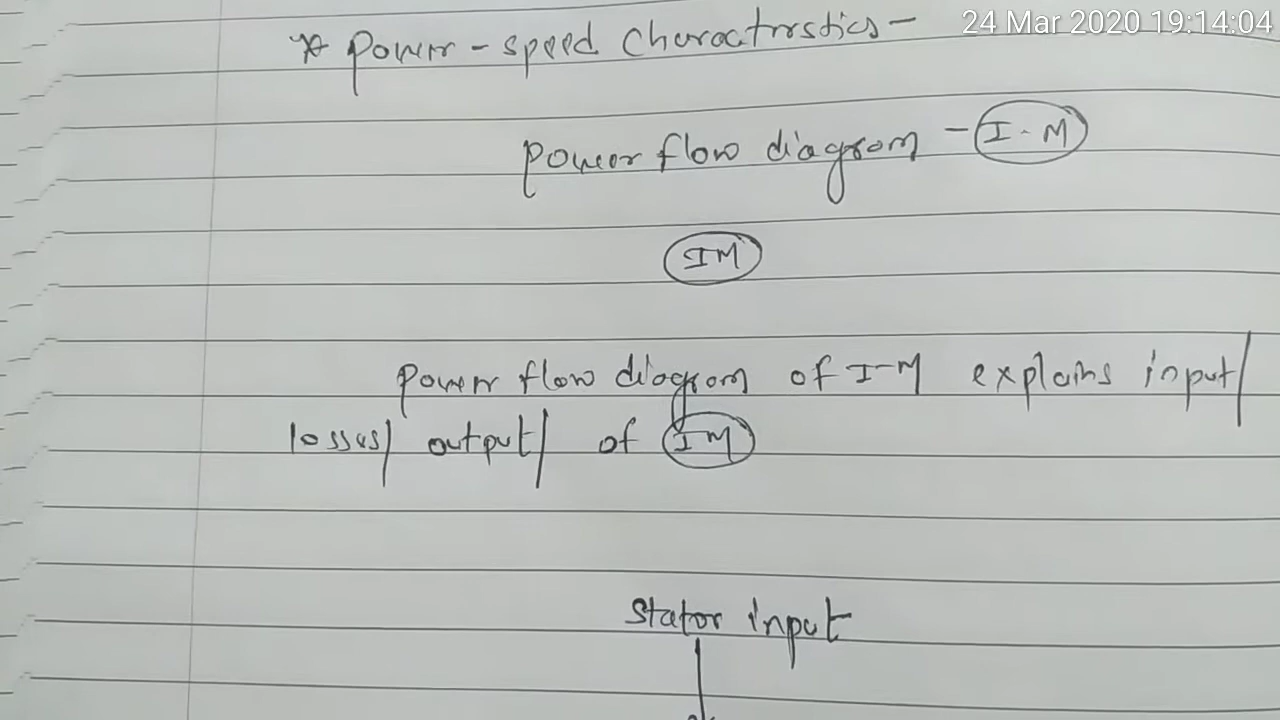 24 Mar 2020 19:14:04
* Power - speed Charactrrstics -
Power flow diagram - I-M
IM
Power flow diagram of I-M explains input/
losses/ output/ of IM
Stator input